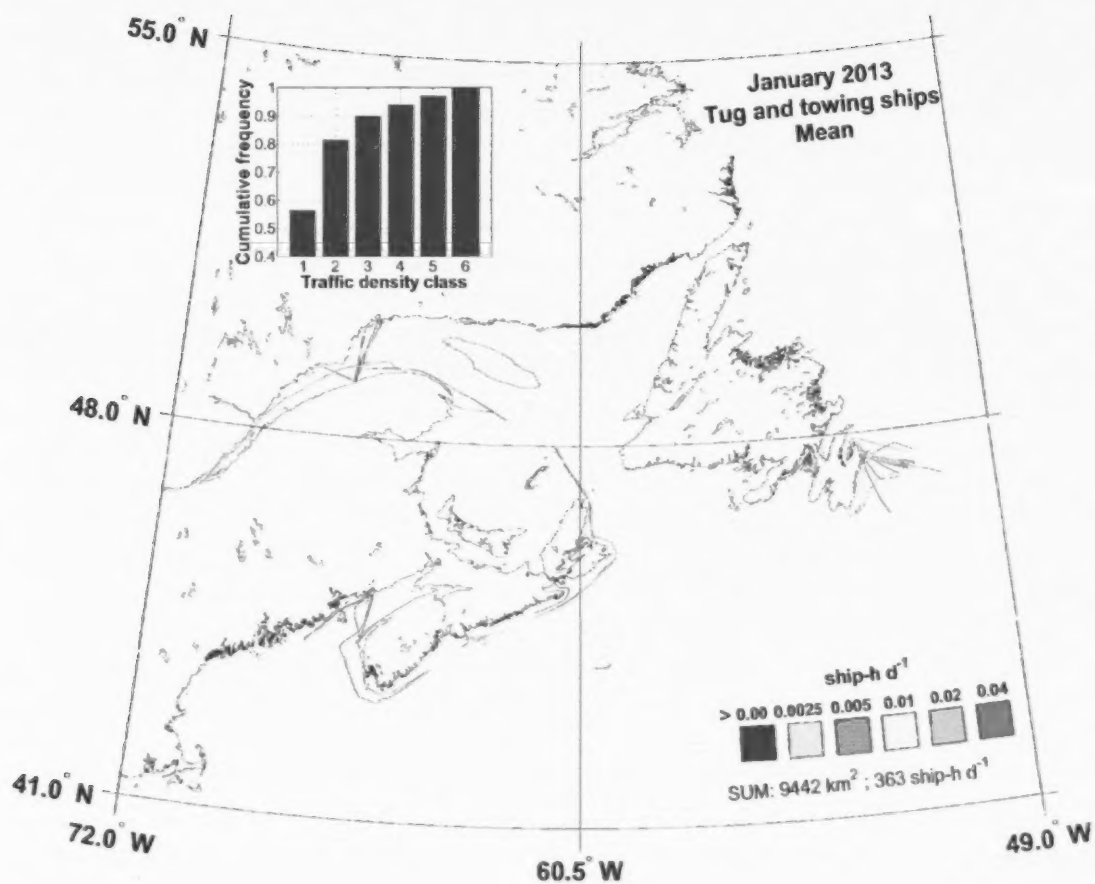 55.0° N
January 2013
Tug and towing ships
Mean
Cumulative frequency
1
0.9
0.8
0.7
0.6
0.5
0.4
1 2 3 4 5 6
Traffic density class
48.0° N
ship-h d⁻¹
> 0.00 0.0025 0.005 0.01 0.02 0.04
SUM: 9442 km² ; 363 ship-h d⁻¹
41.0° N
72.0° W
60.5° W
49.0° W